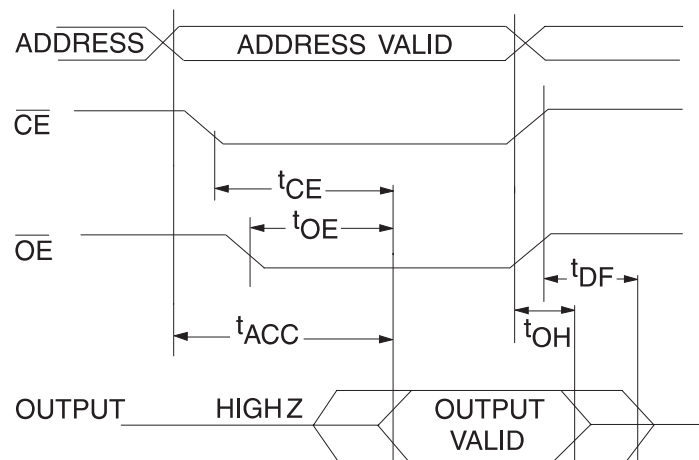 ADDRESS ADDRESS VALID
CE
tCE
tOE
OE
tDF
tACC
tOH
OUTPUT HIGH Z OUTPUT
VALID